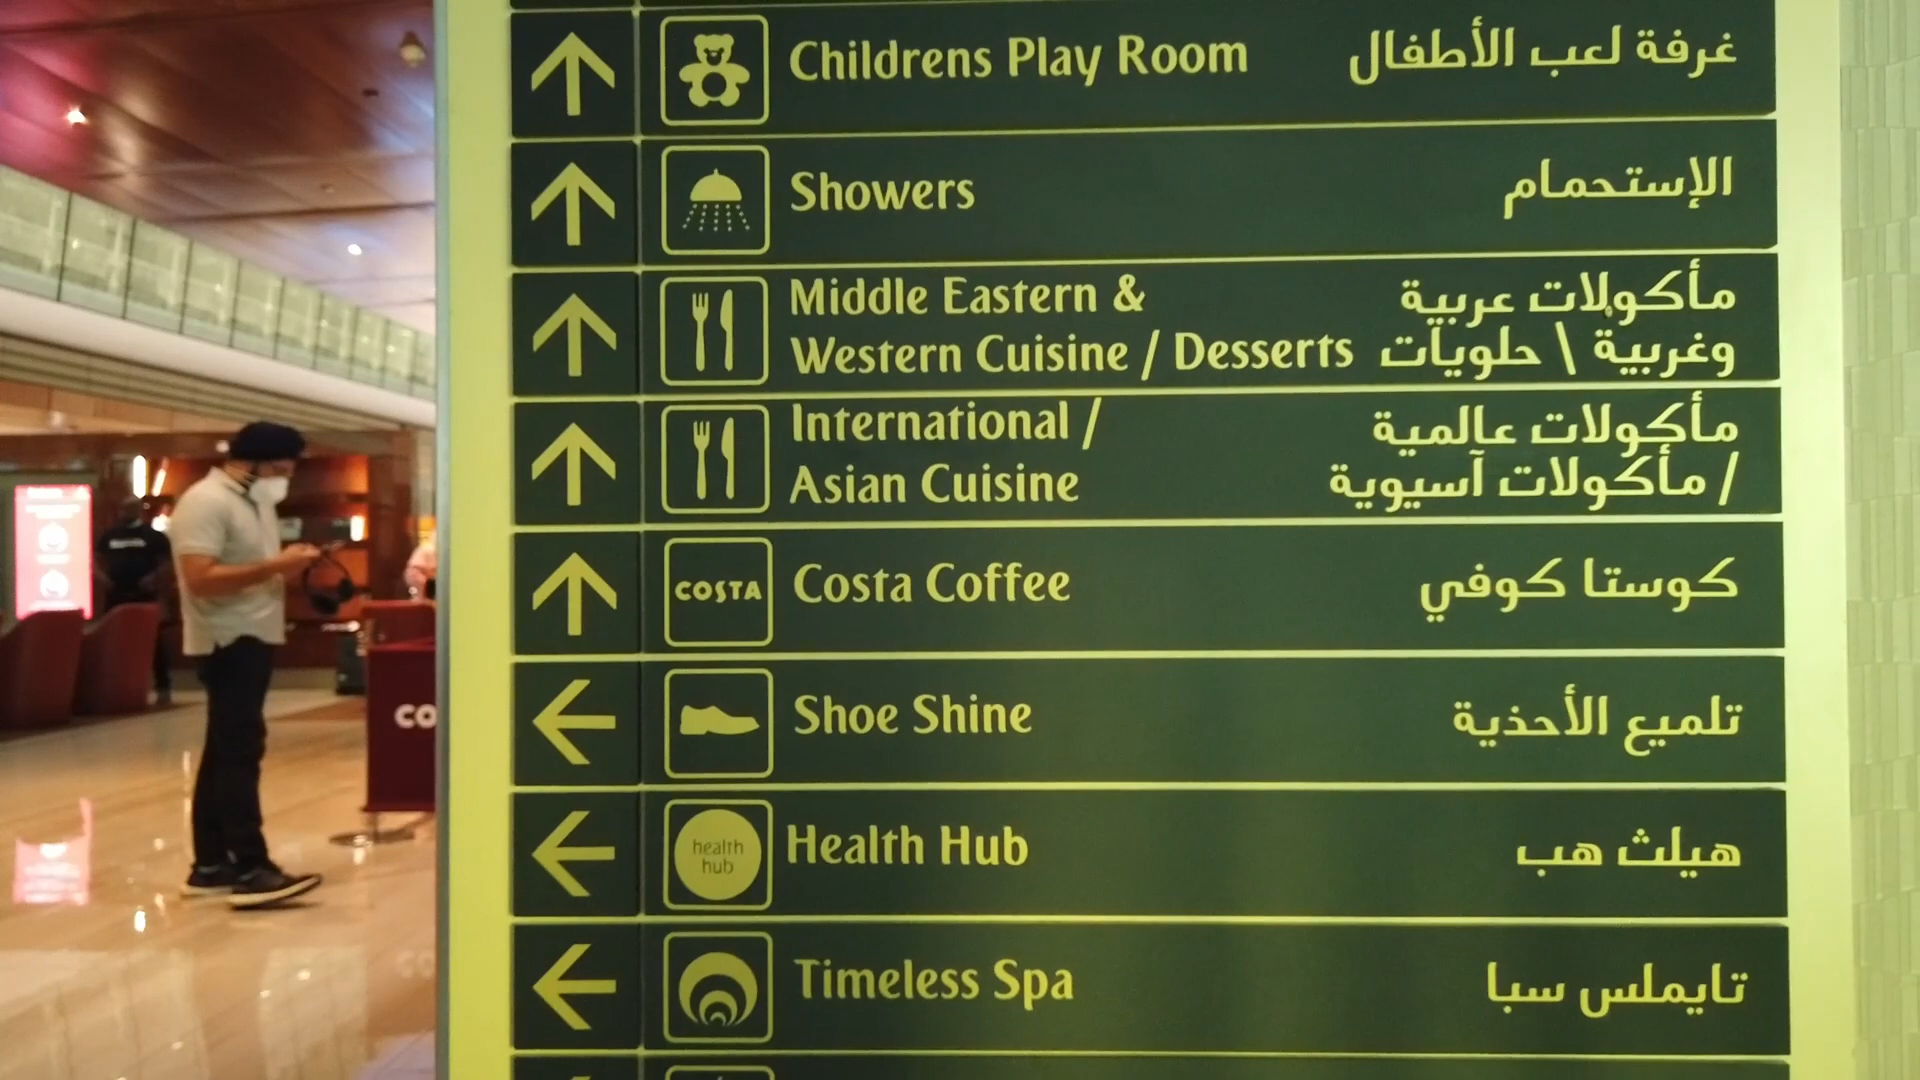 Childrens Play Room غرفة لعب الأطفال
Showers الإستحمام
Middle Eastern & مأكولات عربية
Western Cuisine / Desserts وغربية \ حلويات
International / مأكولات عالمية
Asian Cuisine / مأكولات آسيوية
COSTA Costa Coffee كوستا كوفي
Shoe Shine تلميع الأحذية
health
hub
Health Hub هيلث هب
Timeless Spa تايملس سبا
CO